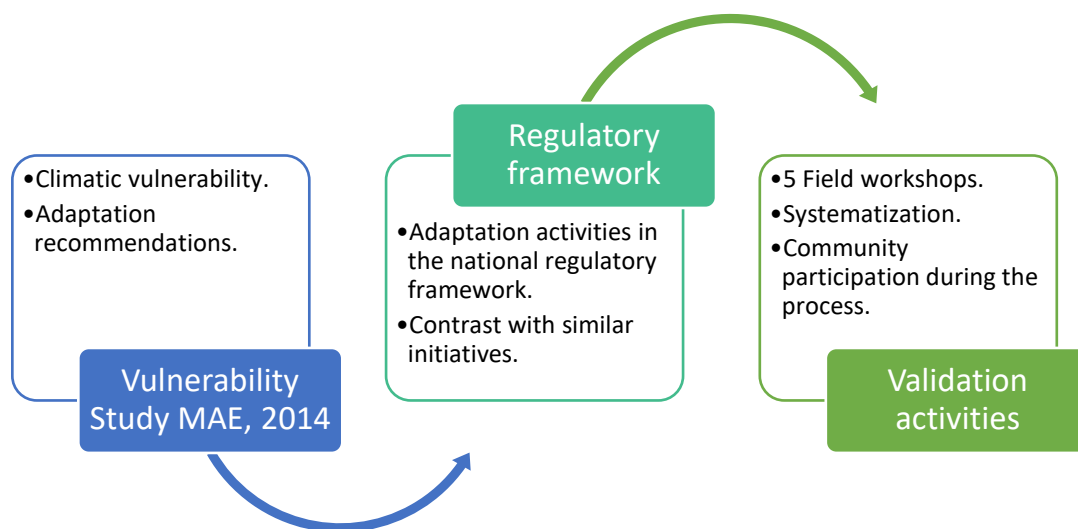 •Climatic vulnerability.
•Adaptation
recommendations.
Vulnerability
Study MAE, 2014
Regulatory
framework
•Adaptation activities in
the national regulatory
framework.
•Contrast with similar
initiatives.
•5 Field workshops.
•Systematization.
•Community
participation during the
process.
Validation
activities